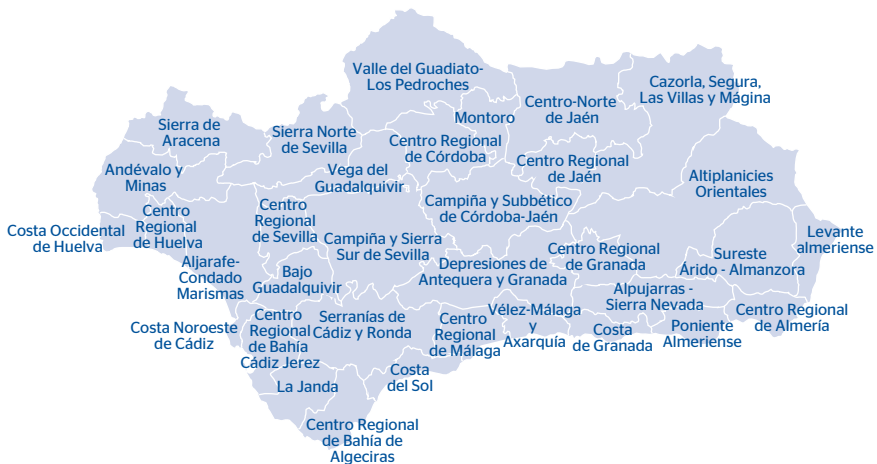 Valle del Guadiato-
Los Pedroches
Cazorla, Segura,
Las Villas y Mágina
Centro-Norte
de Jaén
Montoro
Sierra de
Aracena
Sierra Norte
de Sevilla
Centro Regional
de Córdoba
Centro Regional
de Jaén
Andévalo y
Minas
Vega del
Guadalquivir
Altiplanicies
Orientales
Campiña y Subbético
de Córdoba-Jaén
Costa Occidental
de Huelva
Centro
Regional
de Huelva
Centro
Regional
de Sevilla
Campiña y Sierra
Sur de Sevilla
Levante
almeriense
Centro Regional
de Granada
Sureste
Árido - Almanzora
Aljarafe-
Condado
Marismas
Bajo
Guadalquivir
Depresiones de
Antequera y Granada
Alpujarras -
Sierra Nevada
Costa Noroeste
de Cádiz
Centro
Regional
de Bahía
Cádiz Jerez
Serranías de
Cádiz y Ronda
Centro
Regional
de Málaga
Vélez-Málaga
y
Axarquía
Costa
de Granada
Poniente
Almeriense
Centro Regional
de Almería
La Janda
Costa
del Sol
Centro Regional
de Bahía de
Algeciras